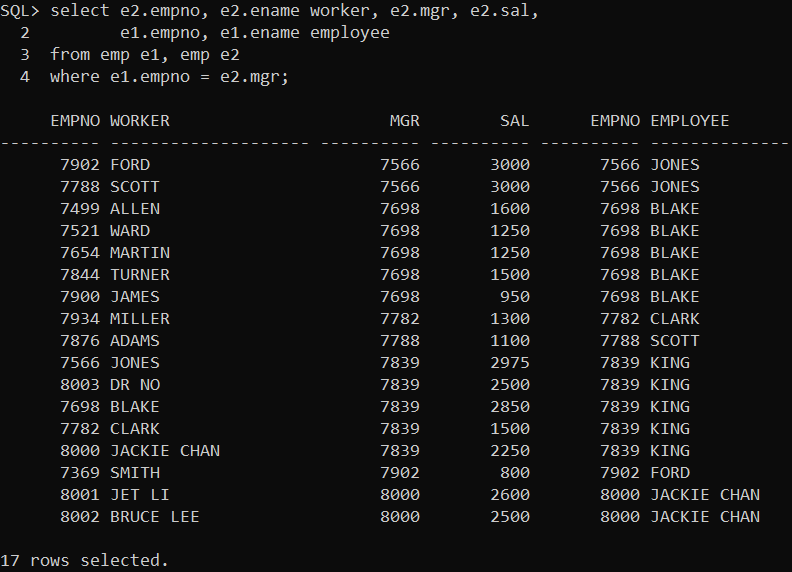 SQL> select e2.empno, e2.ename worker, e2.mgr, e2.sal,
  2         e1.empno, e1.ename employee
  3  from emp e1, emp e2
  4  where e1.empno = e2.mgr;

     EMPNO WORKER                      MGR        SAL      EMPNO EMPLOYEE
---------- -------------------- ---------- ---------- ---------- --------------
      7902 FORD                       7566       3000       7566 JONES
      7788 SCOTT                      7566       3000       7566 JONES
      7499 ALLEN                      7698       1600       7698 BLAKE
      7521 WARD                       7698       1250       7698 BLAKE
      7654 MARTIN                     7698       1250       7698 BLAKE
      7844 TURNER                     7698       1500       7698 BLAKE
      7900 JAMES                      7698        950       7698 BLAKE
      7934 MILLER                     7782       1300       7782 CLARK
      7876 ADAMS                      7788       1100       7788 SCOTT
      7566 JONES                      7839       2975       7839 KING
      8003 DR NO                      7839       2500       7839 KING
      7698 BLAKE                      7839       2850       7839 KING
      7782 CLARK                      7839       1500       7839 KING
      8000 JACKIE CHAN                7839       2250       7839 KING
      7369 SMITH                      7902        800       7902 FORD
      8001 JET LI                     8000       2600       8000 JACKIE CHAN
      8002 BRUCE LEE                  8000       2500       8000 JACKIE CHAN

17 rows selected.